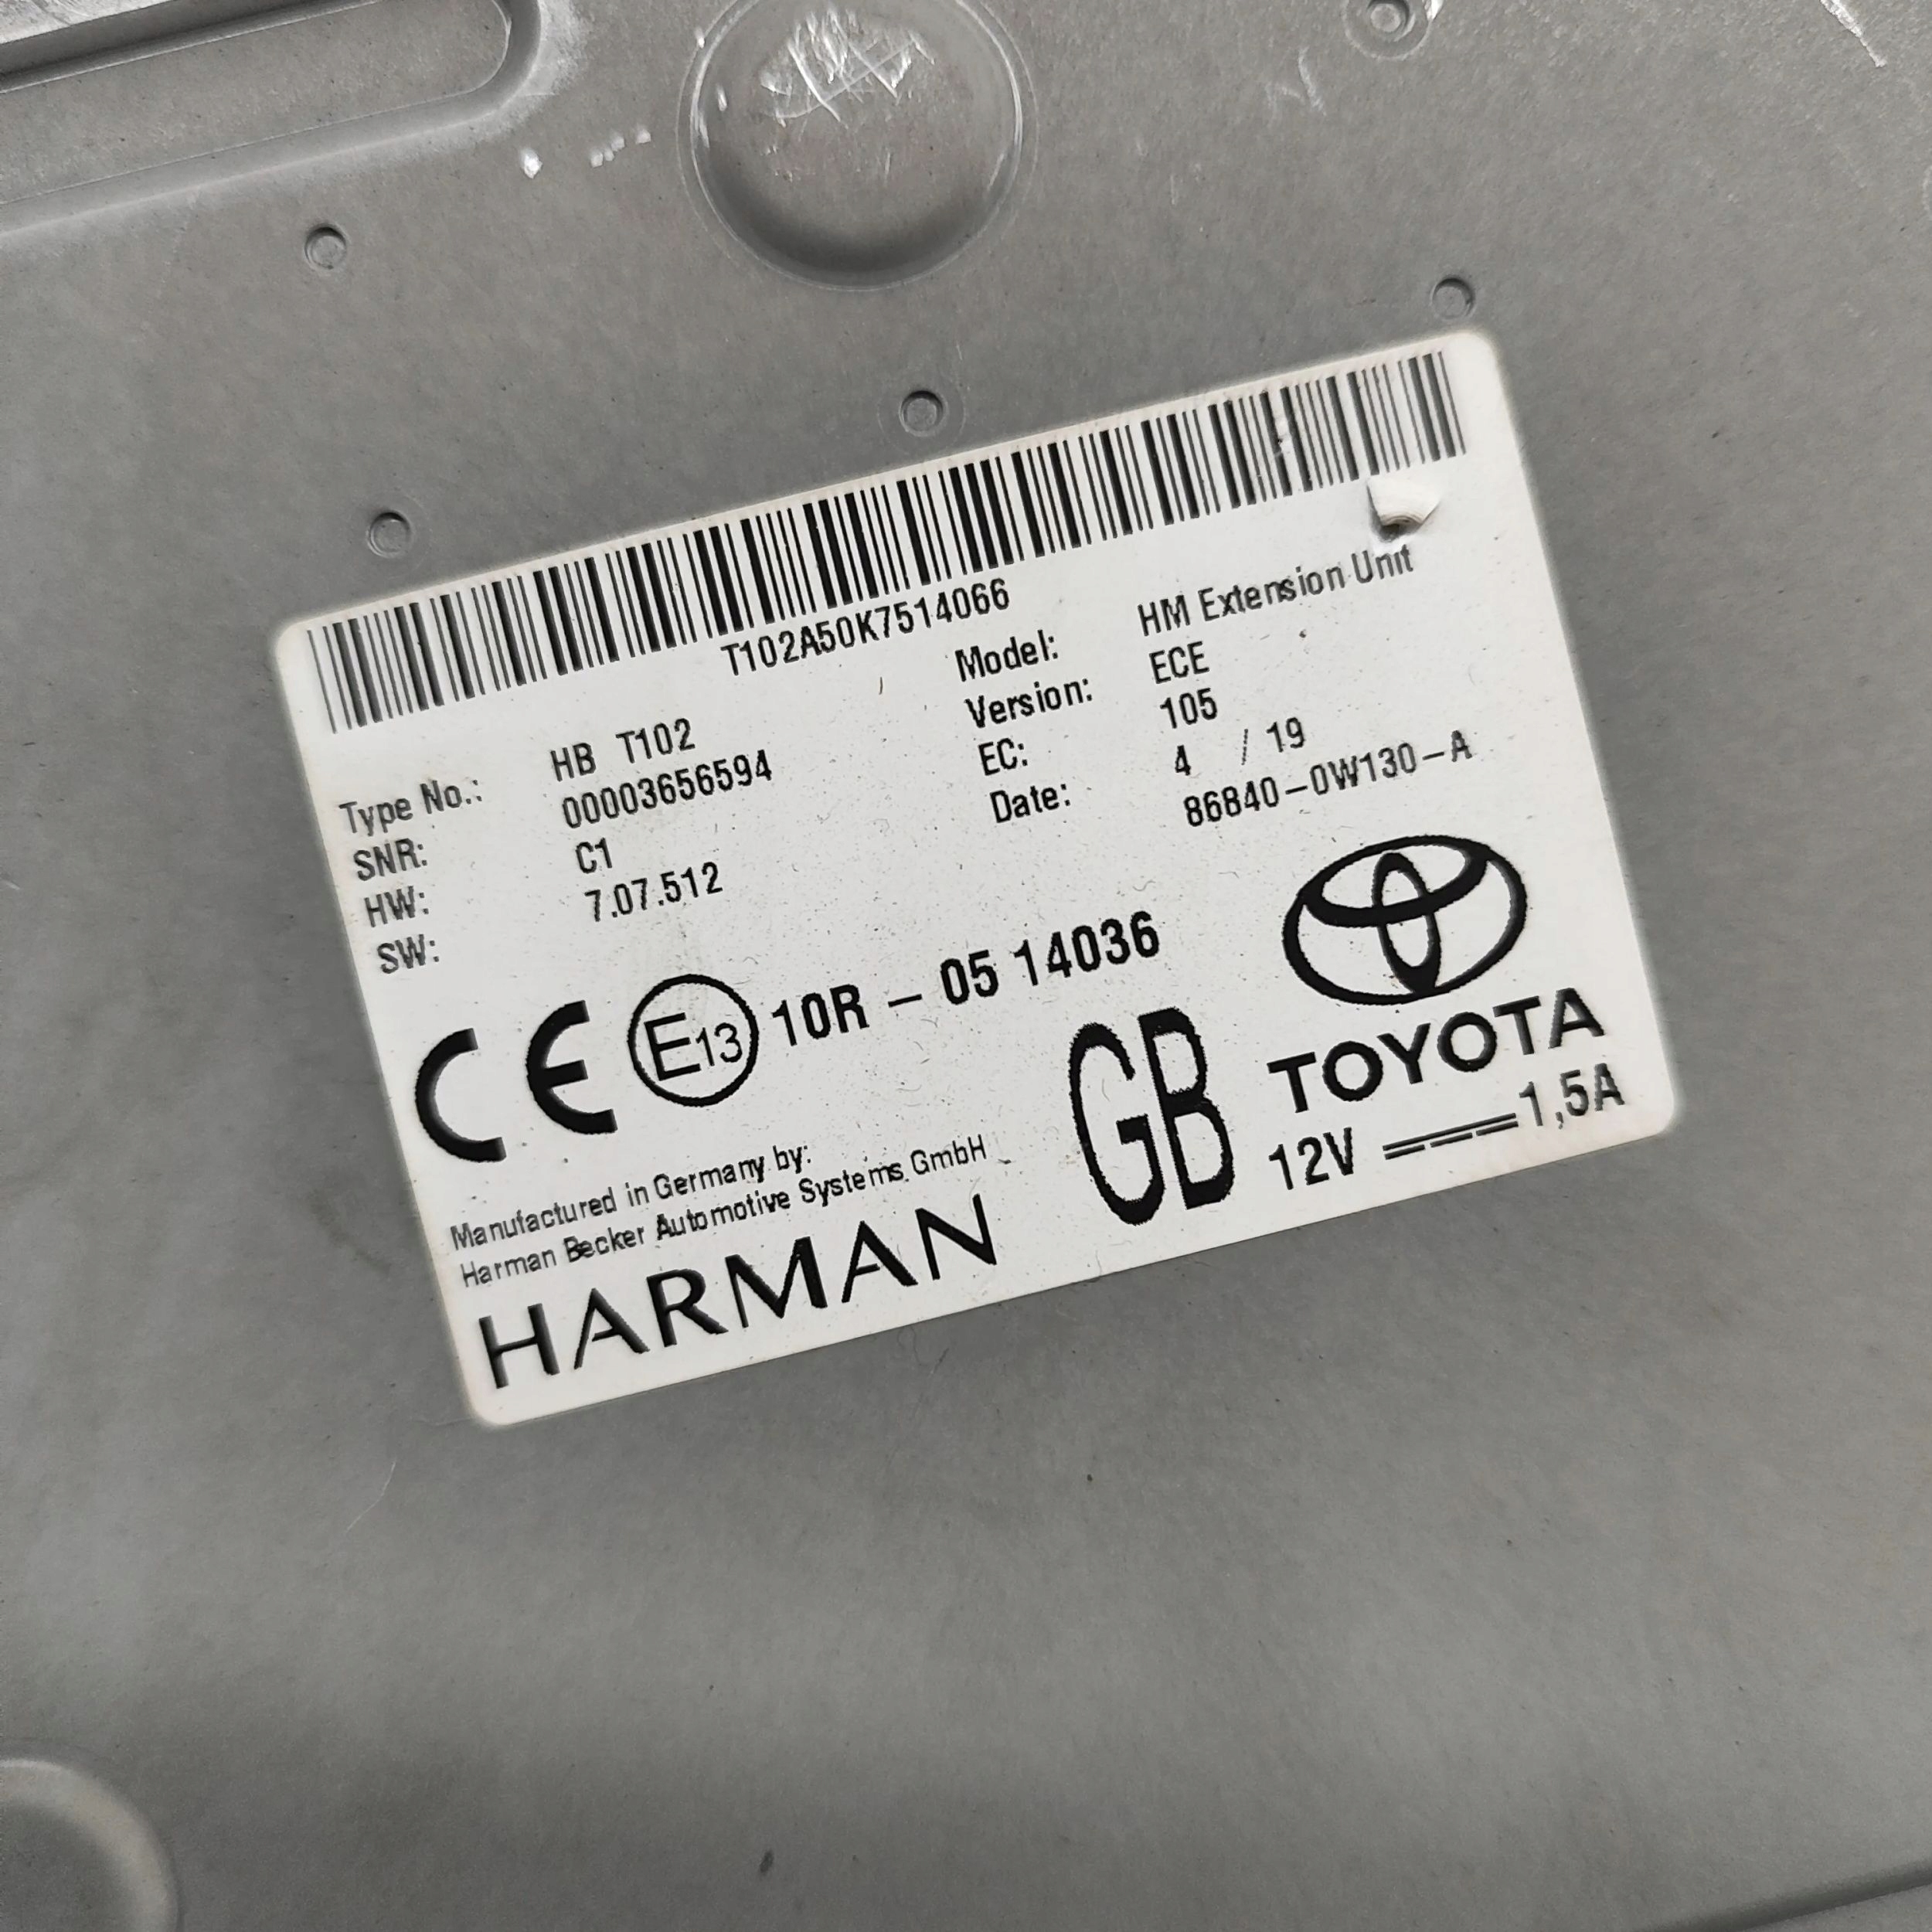 T102A50K7514066
Type No.: HB T102
SNR: 00003656594
HW: C1
SW: 7.07.512
Model: HM Extension Unit
Version: ECE
EC: 105
Date: 4 / 19
86840-0W130-A
CE E13 10R - 05 14036
TOYOTA
GB
12V 1,5A
Manufactured in Germany by:
Harman Becker Automotive Systems GmbH
HARMAN